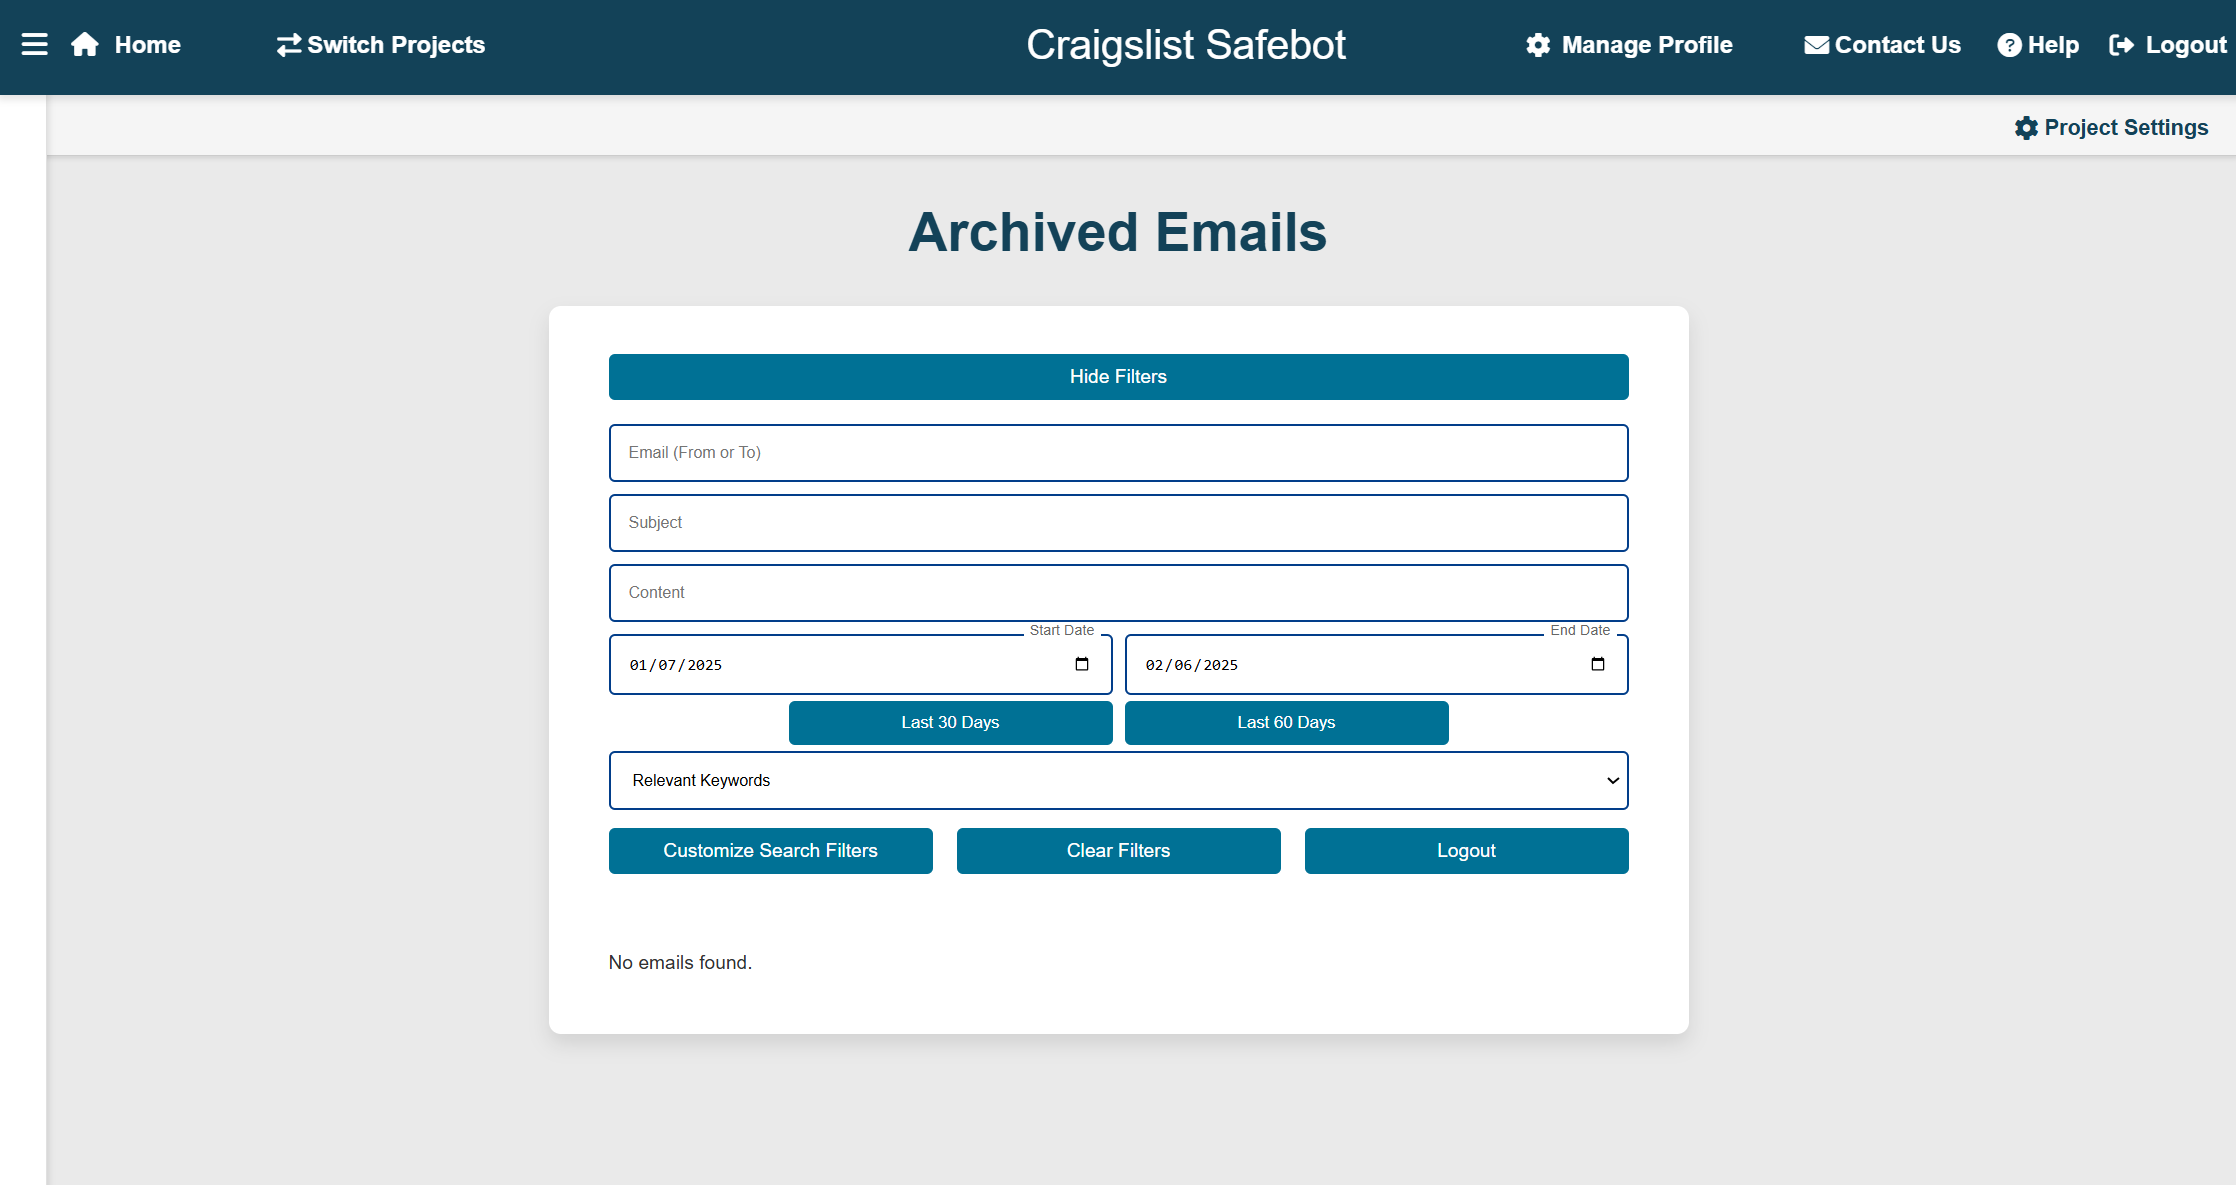 Home
Switch Projects
Craigslist Safebot
Manage Profile
Contact Us
Help
Logout
Project Settings
Archived Emails
Hide Filters
Email (From or To)
Subject
Content
Start Date
01/07/2025
End Date
02/06/2025
Last 30 Days
Last 60 Days
Relevant Keywords
Customize Search Filters
Clear Filters
Logout
No emails found.